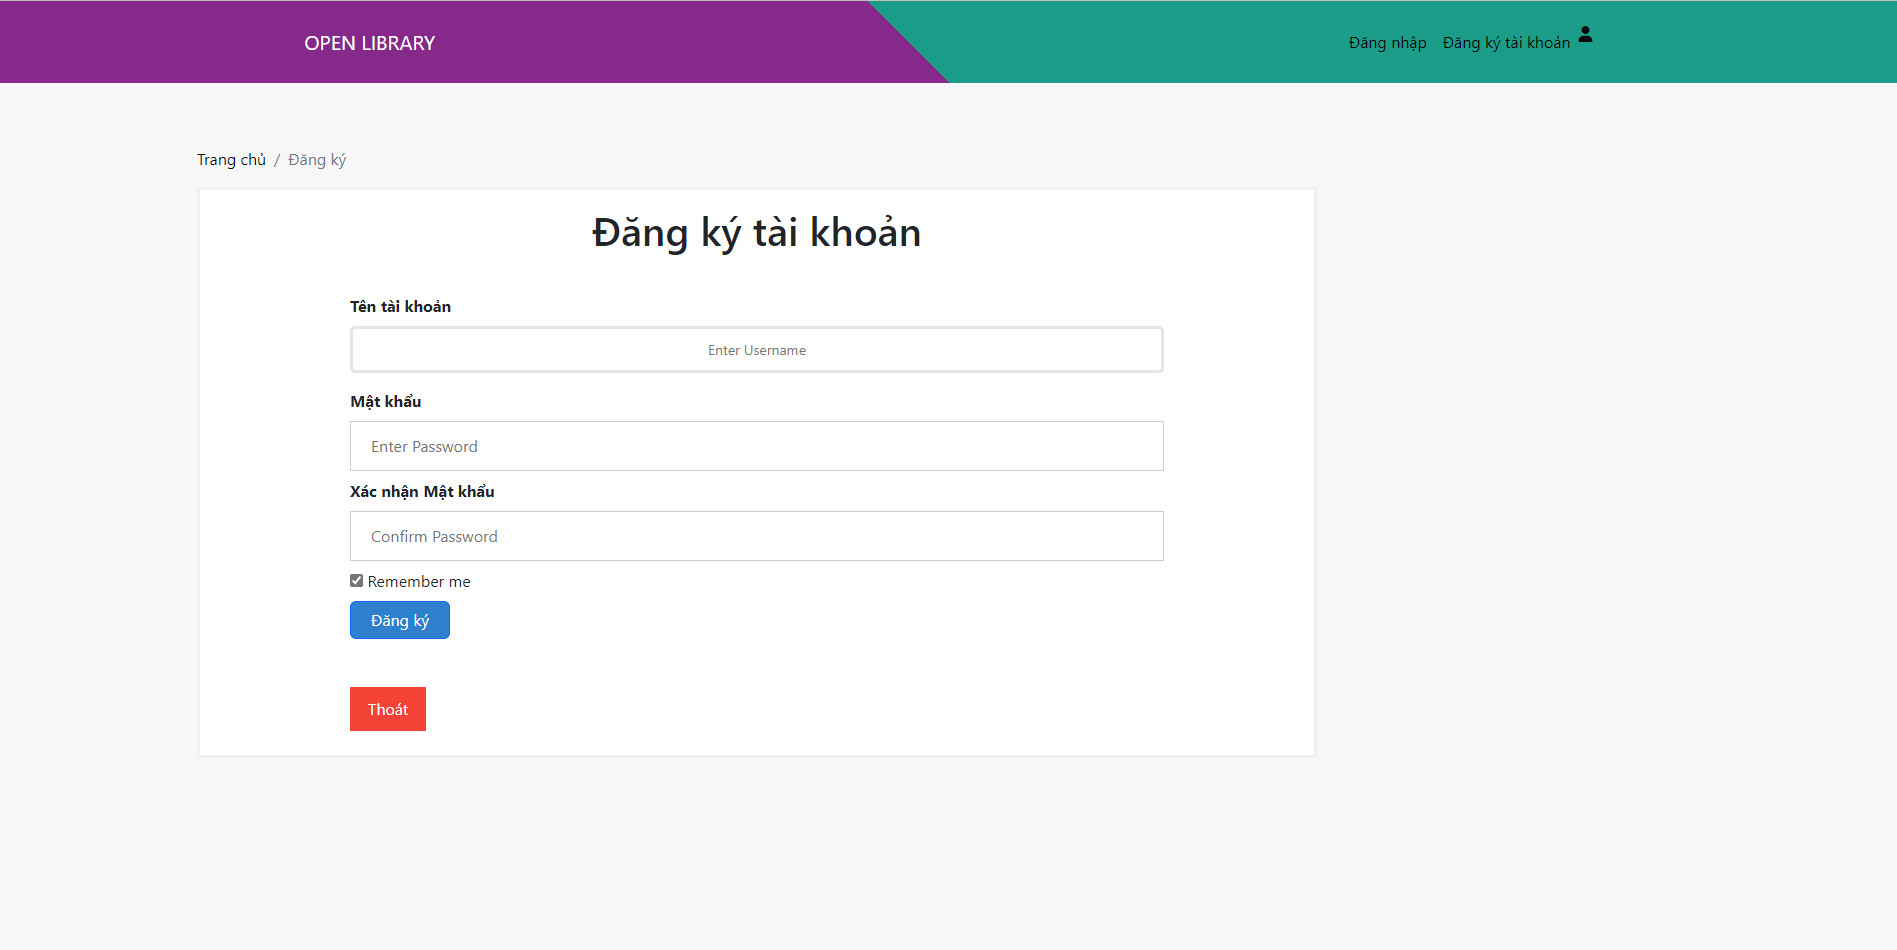 OPEN LIBRARY
Đăng nhập Đăng ký tài khoản
Trang chủ / Đăng ký
Đăng ký tài khoản
Tên tài khoản
Enter Username
Mật khẩu
Enter Password
Xác nhận Mật khẩu
Confirm Password
Remember me
Đăng ký
Thoát